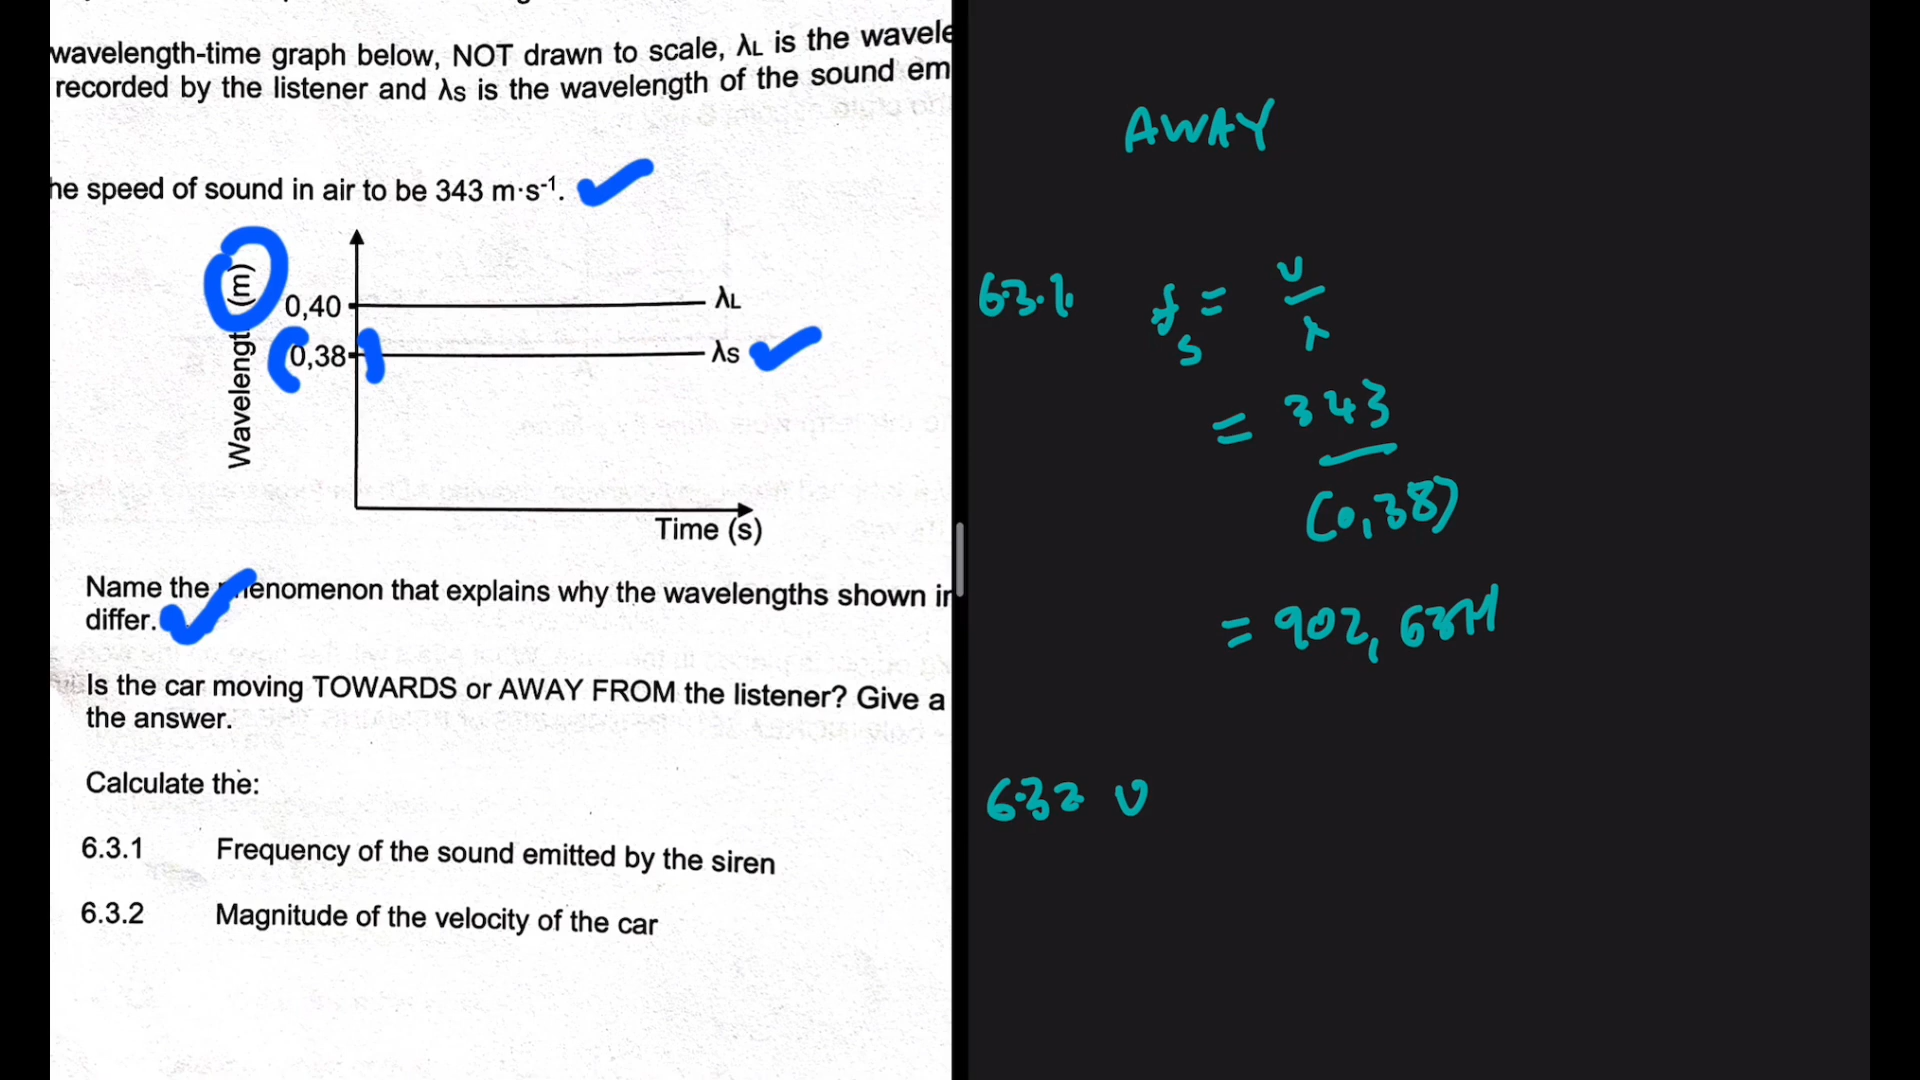 wavelength-time graph below, NOT drawn to scale, λL is the wavele
recorded by the listener and λs is the wavelength of the sound em
he speed of sound in air to be 343 m·s-1.
Wavelength (m)
0,40
λL
0,38
λs
Time (s)
Name the phenomenon that explains why the wavelengths shown in
differ.
Is the car moving TOWARDS or AWAY FROM the listener? Give a
the answer.
Calculate the:
6.3.1 Frequency of the sound emitted by the siren
6.3.2 Magnitude of the velocity of the car
AWAY
6.3.1 fs = v/λ
= 343
(0,38)
= 902,63H
6.3.2 v